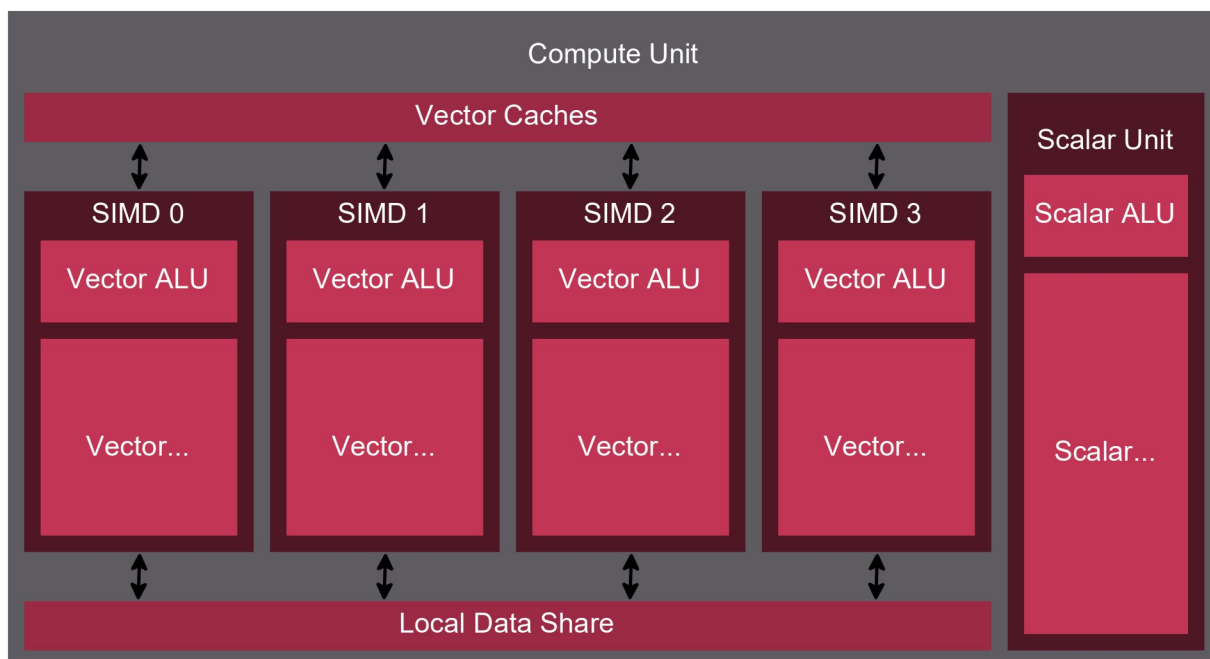 Compute Unit
Vector Caches
Scalar Unit
SIMD 0
SIMD 1
SIMD 2
SIMD 3
Scalar ALU
Vector ALU
Vector ALU
Vector ALU
Vector ALU
Vector...
Vector...
Vector...
Vector...
Scalar...
Local Data Share